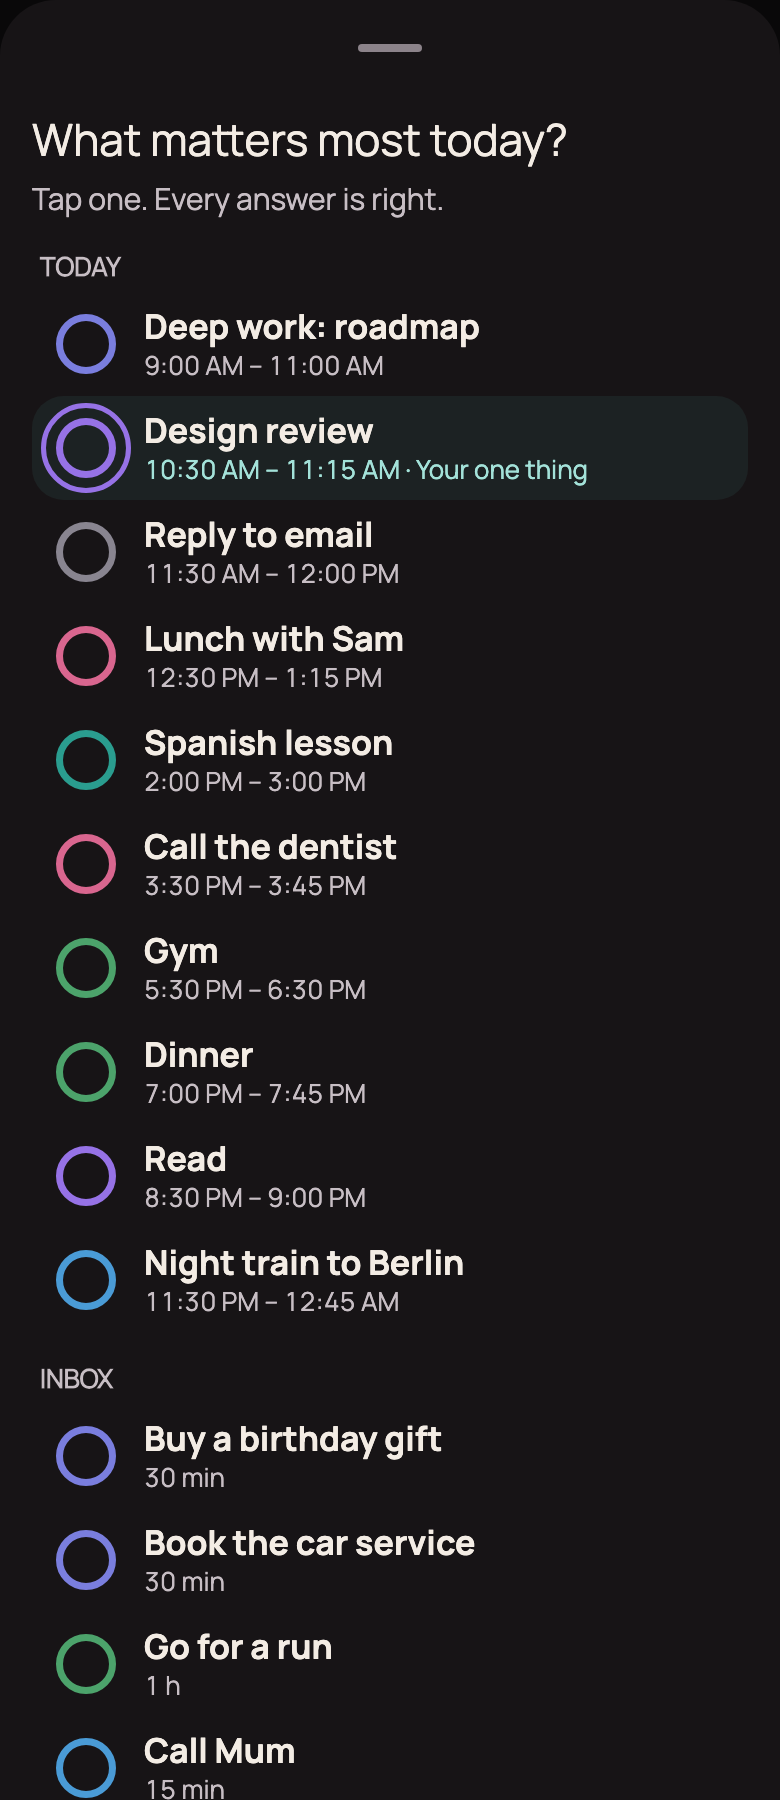 What matters most today?
Tap one. Every answer is right.
TODAY
Deep work: roadmap
9:00 AM – 11:00 AM
Design review
10:30 AM – 11:15 AM · Your one thing
Reply to email
11:30 AM – 12:00 PM
Lunch with Sam
12:30 PM – 1:15 PM
Spanish lesson
2:00 PM – 3:00 PM
Call the dentist
3:30 PM – 3:45 PM
Gym
5:30 PM – 6:30 PM
Dinner
7:00 PM – 7:45 PM
Read
8:30 PM – 9:00 PM
Night train to Berlin
11:30 PM – 12:45 AM
INBOX
Buy a birthday gift
30 min
Book the car service
30 min
Go for a run
1 h
Call Mum
15 min